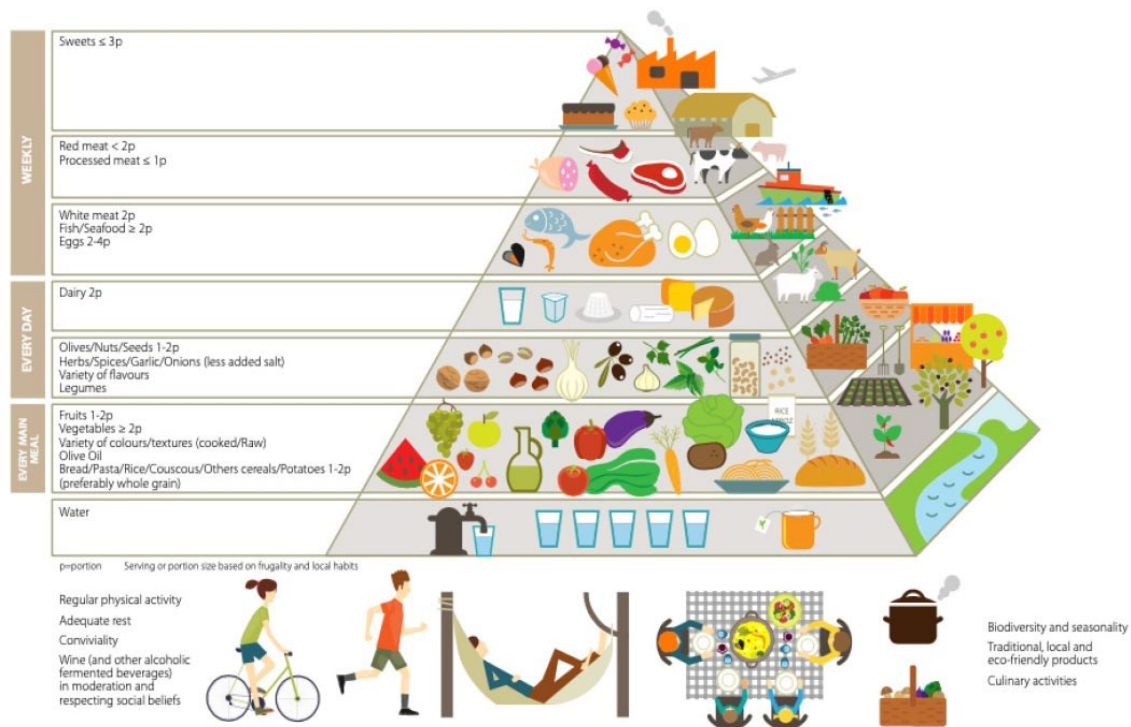 WEEKLY
Sweets ≤ 3p
Red meat < 2p
Processed meat ≤ 1p
White meat 2p
Fish/Seafood ≥ 2p
Eggs 2-4p
EVERY DAY
Dairy 2p
Olives/Nuts/Seeds 1-2p
Herbs/Spices/Garlic/Onions (less added salt)
Variety of flavours
Legumes
EVERY MAIN
MEAL
Fruits 1-2p
Vegetables ≥ 2p
Variety of colours/textures (cooked/Raw)
Olive Oil
Bread/Pasta/Rice/Couscous/Others cereals/Potatoes 1-2p
(preferably whole grain)
RICE
Water
p=portion Serving or portion size based on frugality and local habits
Regular physical activity
Adequate rest
Conviviality
Wine (and other alcoholic
fermented beverages)
in moderation and
respecting social beliefs
Biodiversity and seasonality
Traditional, local and
eco-friendly products
Culinary activities